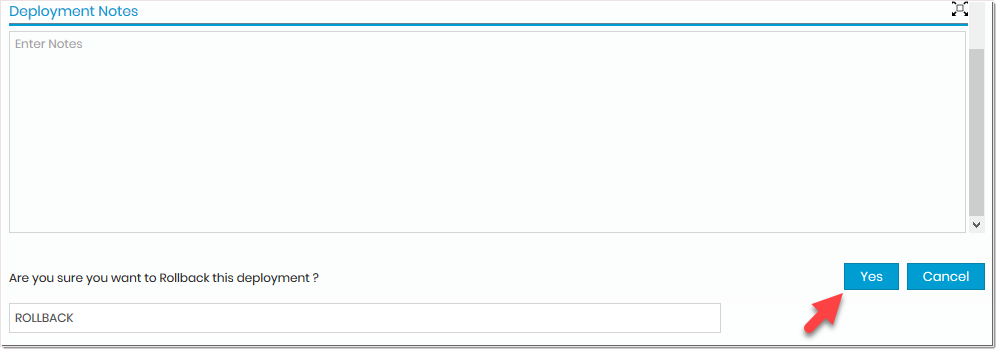 Deployment Notes
Enter Notes
Are you sure you want to Rollback this deployment ?
Yes
Cancel
ROLLBACK